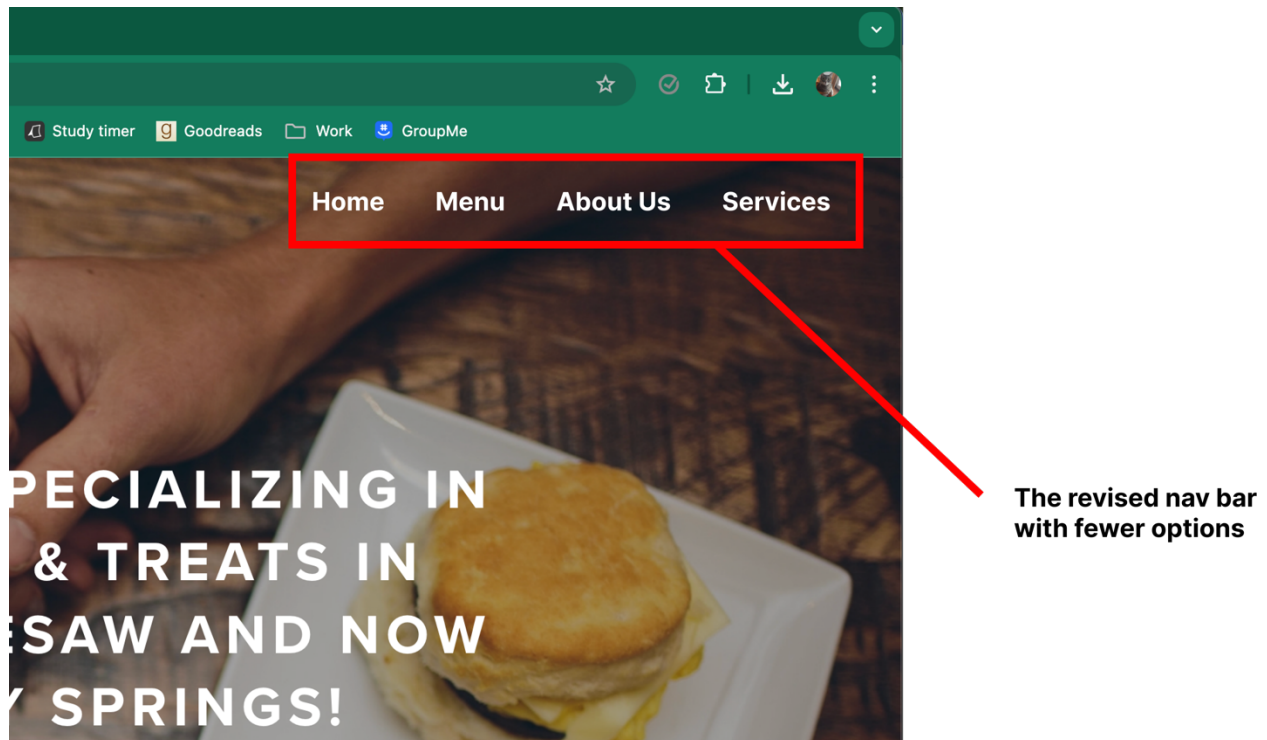 Study timer Goodreads Work GroupMe
Home Menu About Us Services
PECIALIZING IN
& TREATS IN
ESAW AND NOW
Y SPRINGS!
The revised nav bar
with fewer options